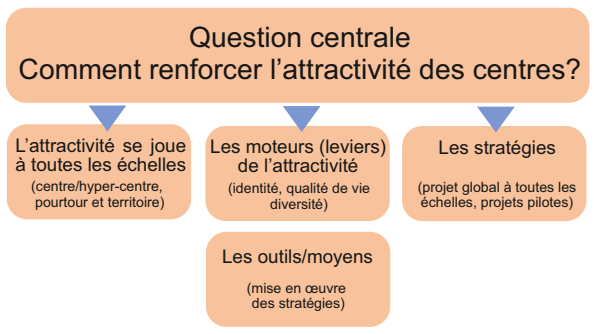 Question centrale
Comment renforcer l'attractivité des centres?
L'attractivité se joue
à toutes les échelles
(centre/hyper-centre,
pourtour et territoire)
Les moteurs (leviers)
de l'attractivité
(identité, qualité de vie
diversité)
Les stratégies
(projet global à toutes les
échelles, projets pilotes)
Les outils/moyens
(mise en œuvre
des stratégies)